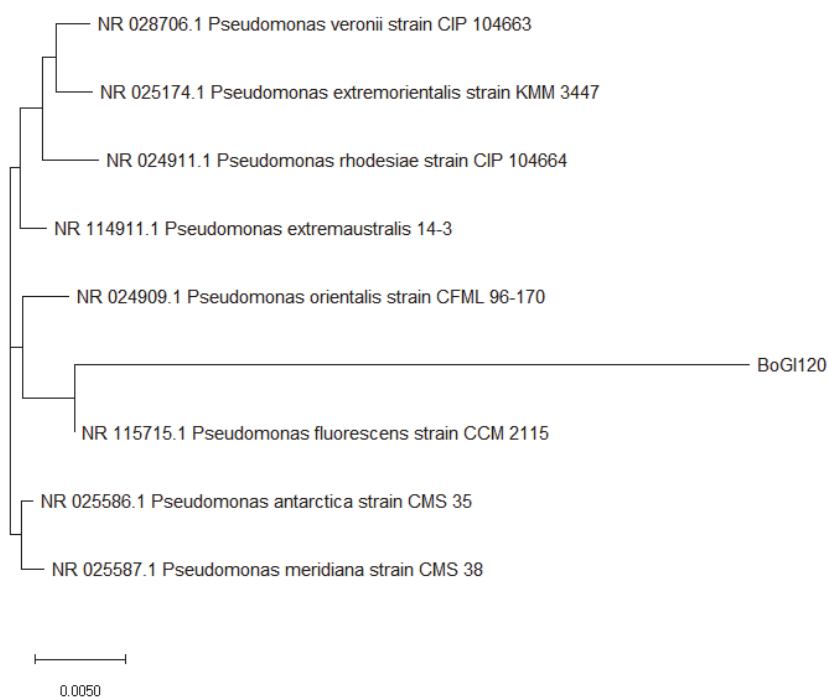 NR 028706.1 Pseudomonas veronii strain CIP 104663
NR 025174.1 Pseudomonas extremorientalis strain KMM 3447
NR 024911.1 Pseudomonas rhodesiae strain CIP 104664
NR 114911.1 Pseudomonas extremaustralis 14-3
NR 024909.1 Pseudomonas orientalis strain CFML 96-170
BoGI120
NR 115715.1 Pseudomonas fluorescens strain CCM 2115
NR 025586.1 Pseudomonas antarctica strain CMS 35
NR 025587.1 Pseudomonas meridiana strain CMS 38
0.0050